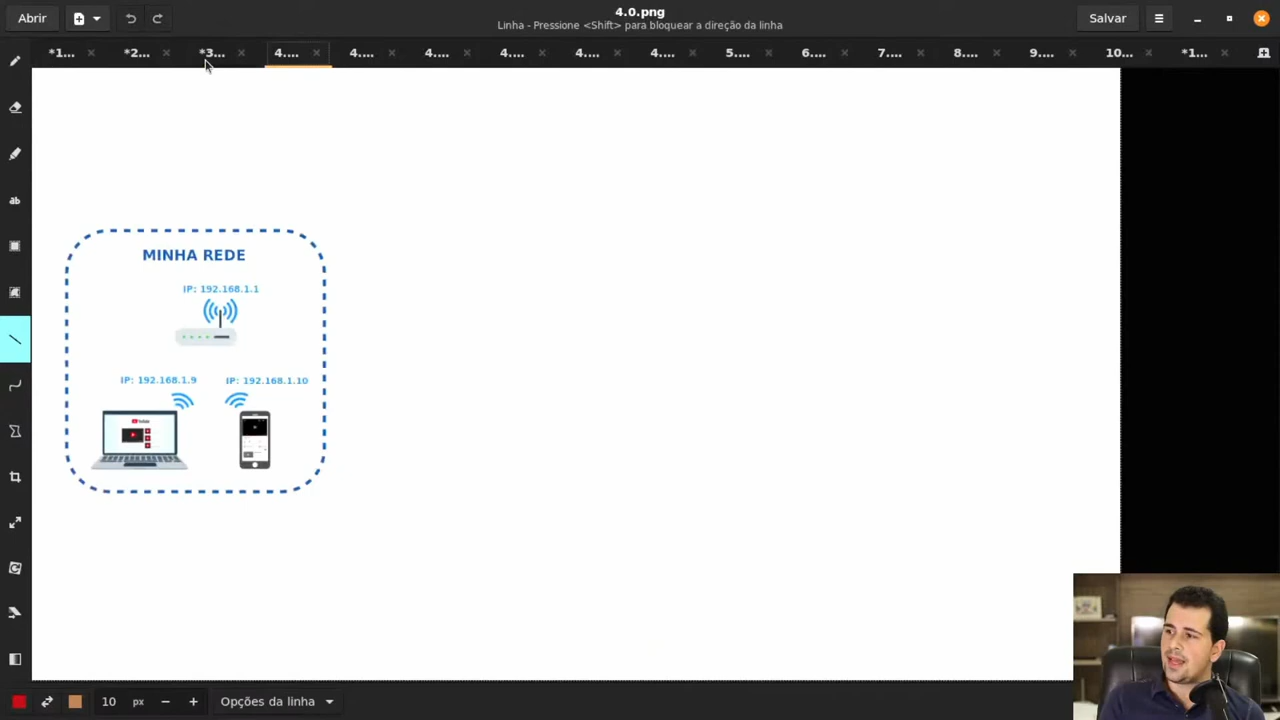 Abrir
4.0.png
Linha - Pressione <Shift> para bloquear a direção da linha
Salvar
*1...
*2...
*3...
4....
4....
4....
4....
4....
4....
5....
6....
7....
8....
9....
10...
*1...
ab
MINHA REDE
IP: 192.168.1.1
IP: 192.168.1.9
IP: 192.168.1.10
YouTube
10
px
Opções da linha